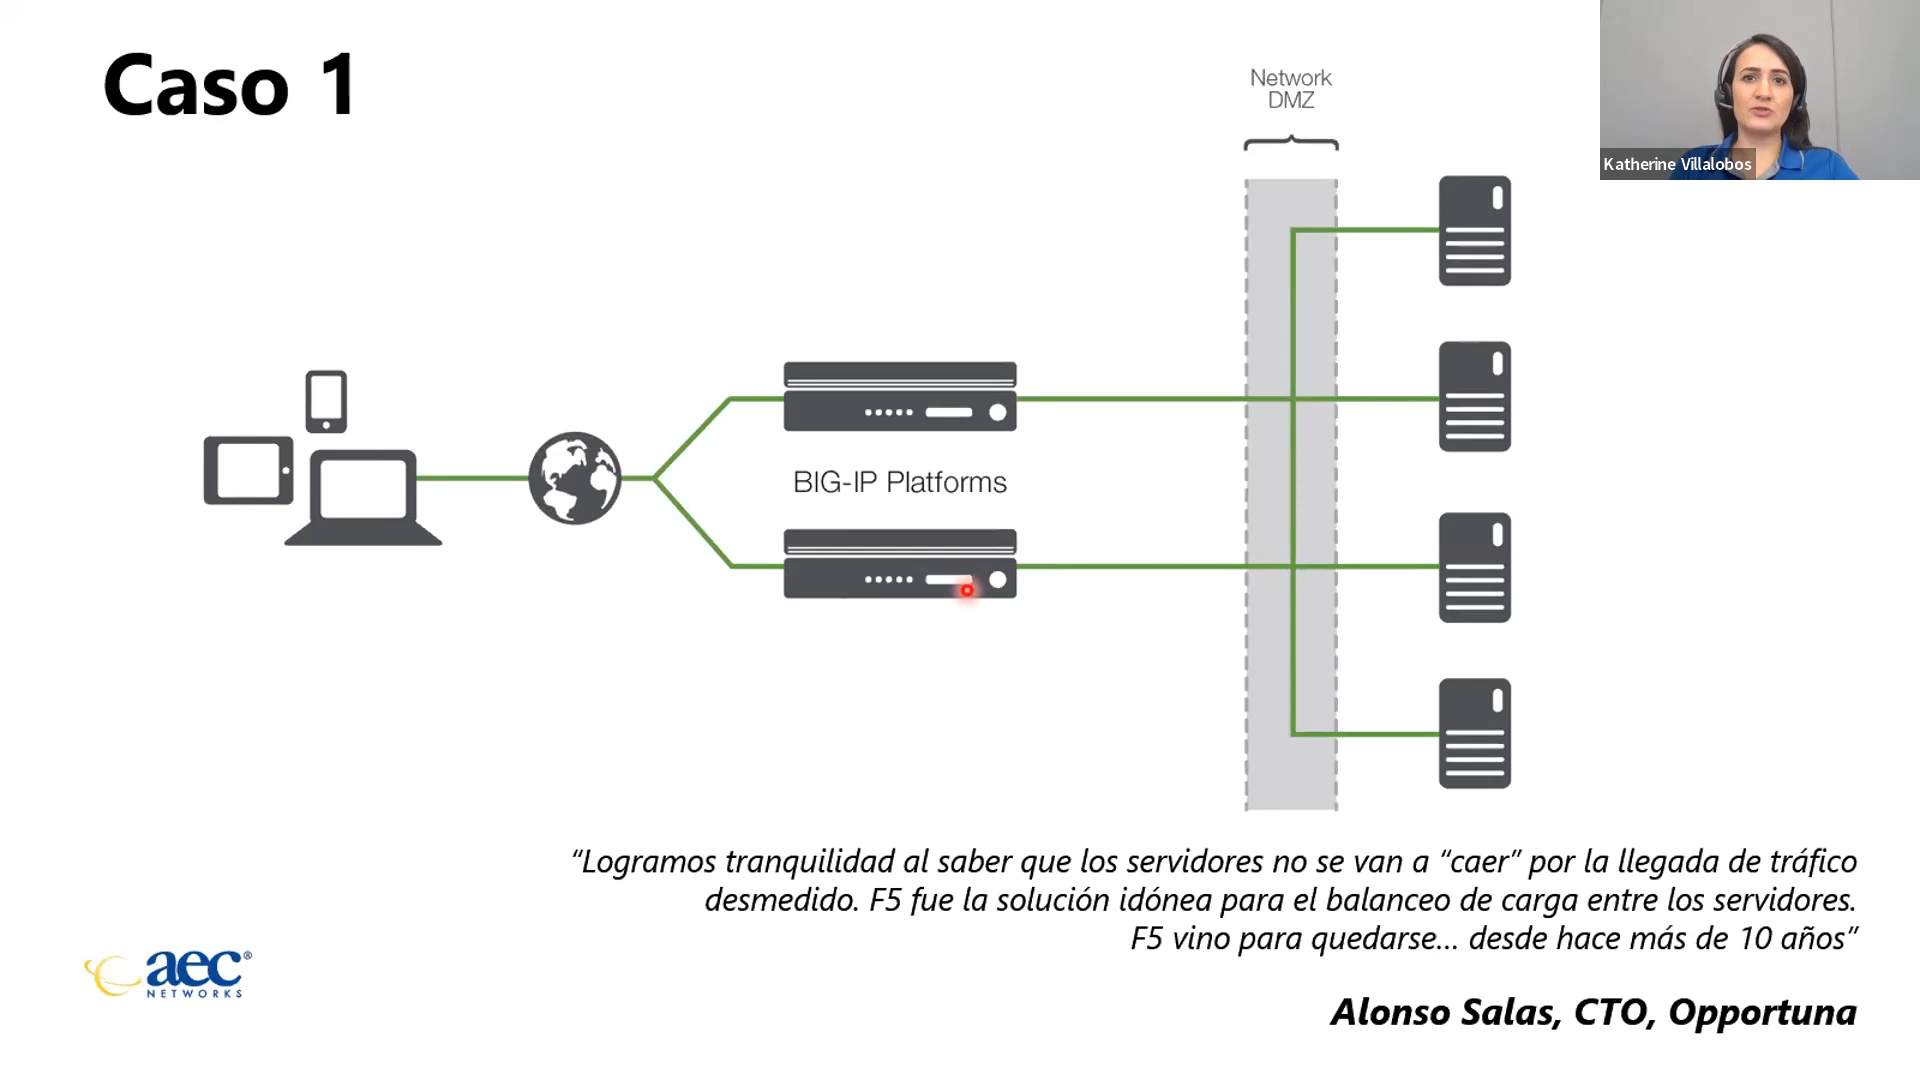 Caso 1
Network
DMZ
Katherine Villalobos
BIG-IP Platforms
“Logramos tranquilidad al saber que los servidores no se van a “caer” por la llegada de tráfico
desmedido. F5 fue la solución idónea para el balanceo de carga entre los servidores.
F5 vino para quedarse... desde hace más de 10 años”
aec®
NETWORKS
Alonso Salas, CTO, Opportuna